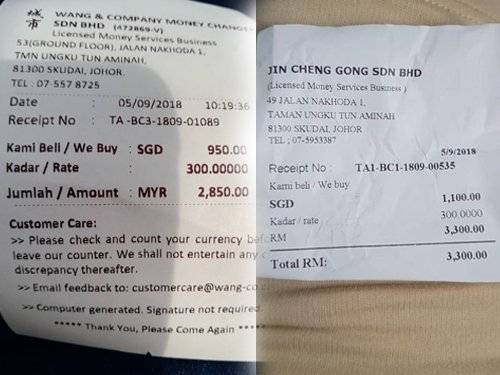 城市
WANG & COMPANY MONEY CHANGE
SDN BHD (472869-V)
Licensed Money Services Business
53(GROUND FLOOR), JALAN NAKHODA 1,
TMN UNGKU TUN AMINAH,
81300 SKUDAI, JOHOR.
TEL : 07-557 8725
Date : 05/09/2018 10:19:36
Receipt No : TA -BC3-1809-01089
Kami Beli / We Buy : SGD 950.00
Kadar / Rate : 300.00000
Jumlah / Amount : MYR 2,850.00
Customer Care:
>> Please check and count your currency bef
leave our counter. We shall not entertain any
discrepancy thereafter.
>> Email feedback to: customercare@wang-co
>> Computer generated. Signature not required
***** Thank You, Please Come Again *****
JIN CHENG GONG SDN BHD
(Licensed Money Services Business )
49 JALAN NAKHODA 1,
TAMAN UNGKU TUN AMINAH
81300 SKUDAI, JOHOR
TEL ; 07-5953387
5/9/2018
Receipt No : TA1-BC1-1809-00535
Kami beli / We buy
SGD 1,100.00
Kadar / rate 300.0000
RM 3,300.00
Total RM: 3,300.00